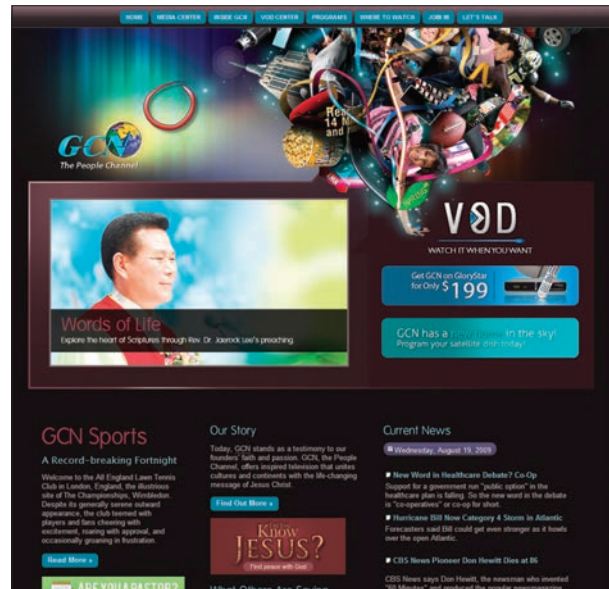 HOME MEDIA CENTER INSIDE GCN VOD CENTER PROGRAMS WHERE TO WATCH JOIN IN LET'S TALK
GCN
The People Channel
VOD
WATCH IT WHEN YOU WANT
Get GCN on GloryStar
for Only $199
GCN has a new home in the sky!
Program your satellite dish today!
Words of Life
Explore the heart of Scriptures through Rev. Dr. Jaerock Lee's preaching.
GCN Sports
A Record-breaking Fortnight
Welcome to the All England Lawn Tennis
Club in London, England, the illustrious
site of The Championships, Wimbledon.
Despite its generally serene outward
appearance, the club teemed with
players and fans cheering with
excitement, roaring with approval, and
occasionally groaning in frustration.
Read More »
ARE YOU A PASTOR?
Our Story
Today, GCN stands as a testimony to our
founders' faith and passion. GCN, the People
Channel, offers inspired television that unites
cultures and continents with the life-changing
message of Jesus Christ.
Find Out More »
Know
JESUS?
Find peace with God
What Others Are Saying
Current News
Wednesday, August 19, 2009
New Word in Healthcare Debate? Co-Op
Support for a government run "public option" in the
healthcare plan is falling. So the new word in the debate
is "co-operatives" or co-op for short.
Hurricane Bill Now Category 4 Storm in Atlantic
Forecasters said Bill could get even stronger as it howls
over the open Atlantic.
CBS News Pioneer Don Hewitt Dies at 86
CBS News says Don Hewitt, the newsman who invented
"60 Minutes" and produced the popular newsmagazine